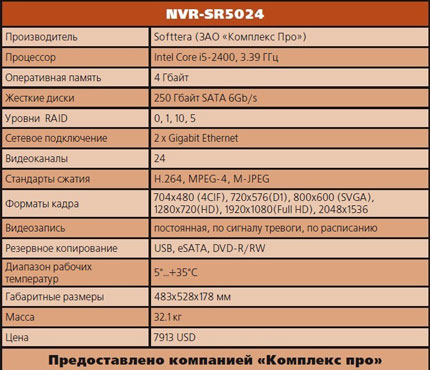 NVR-SR5024
Производитель Softtera (ЗАО «Комплекс Про»)
Процессор Intel Core i5-2400, 3.39 ГГц
Оперативная память 4 Гбайт
Жесткие диски 250 Гбайт SATA 6Gb/s
Уровни RAID 0, 1, 10, 5
Сетевое подключение 2 x Gigabit Ethernet
Видеоканалы 24
Стандарты сжатия H.264, MPEG-4, M-JPEG
Форматы кадра 704x480 (4CIF), 720x576(D1), 800x600 (SVGA),
1280x720(HD), 1920x1080(Full HD), 2048x1536
Видеозапись постоянная, по сигналу тревоги, по расписанию
Резервное копирование USB, eSATA, DVD-R/RW
Диапазон рабочих
температур 5°...+35°C
Габаритные размеры 483x528x178 мм
Масса 32.1 кг
Цена 7913 USD
Предоставлено компанией «Комплекс про»